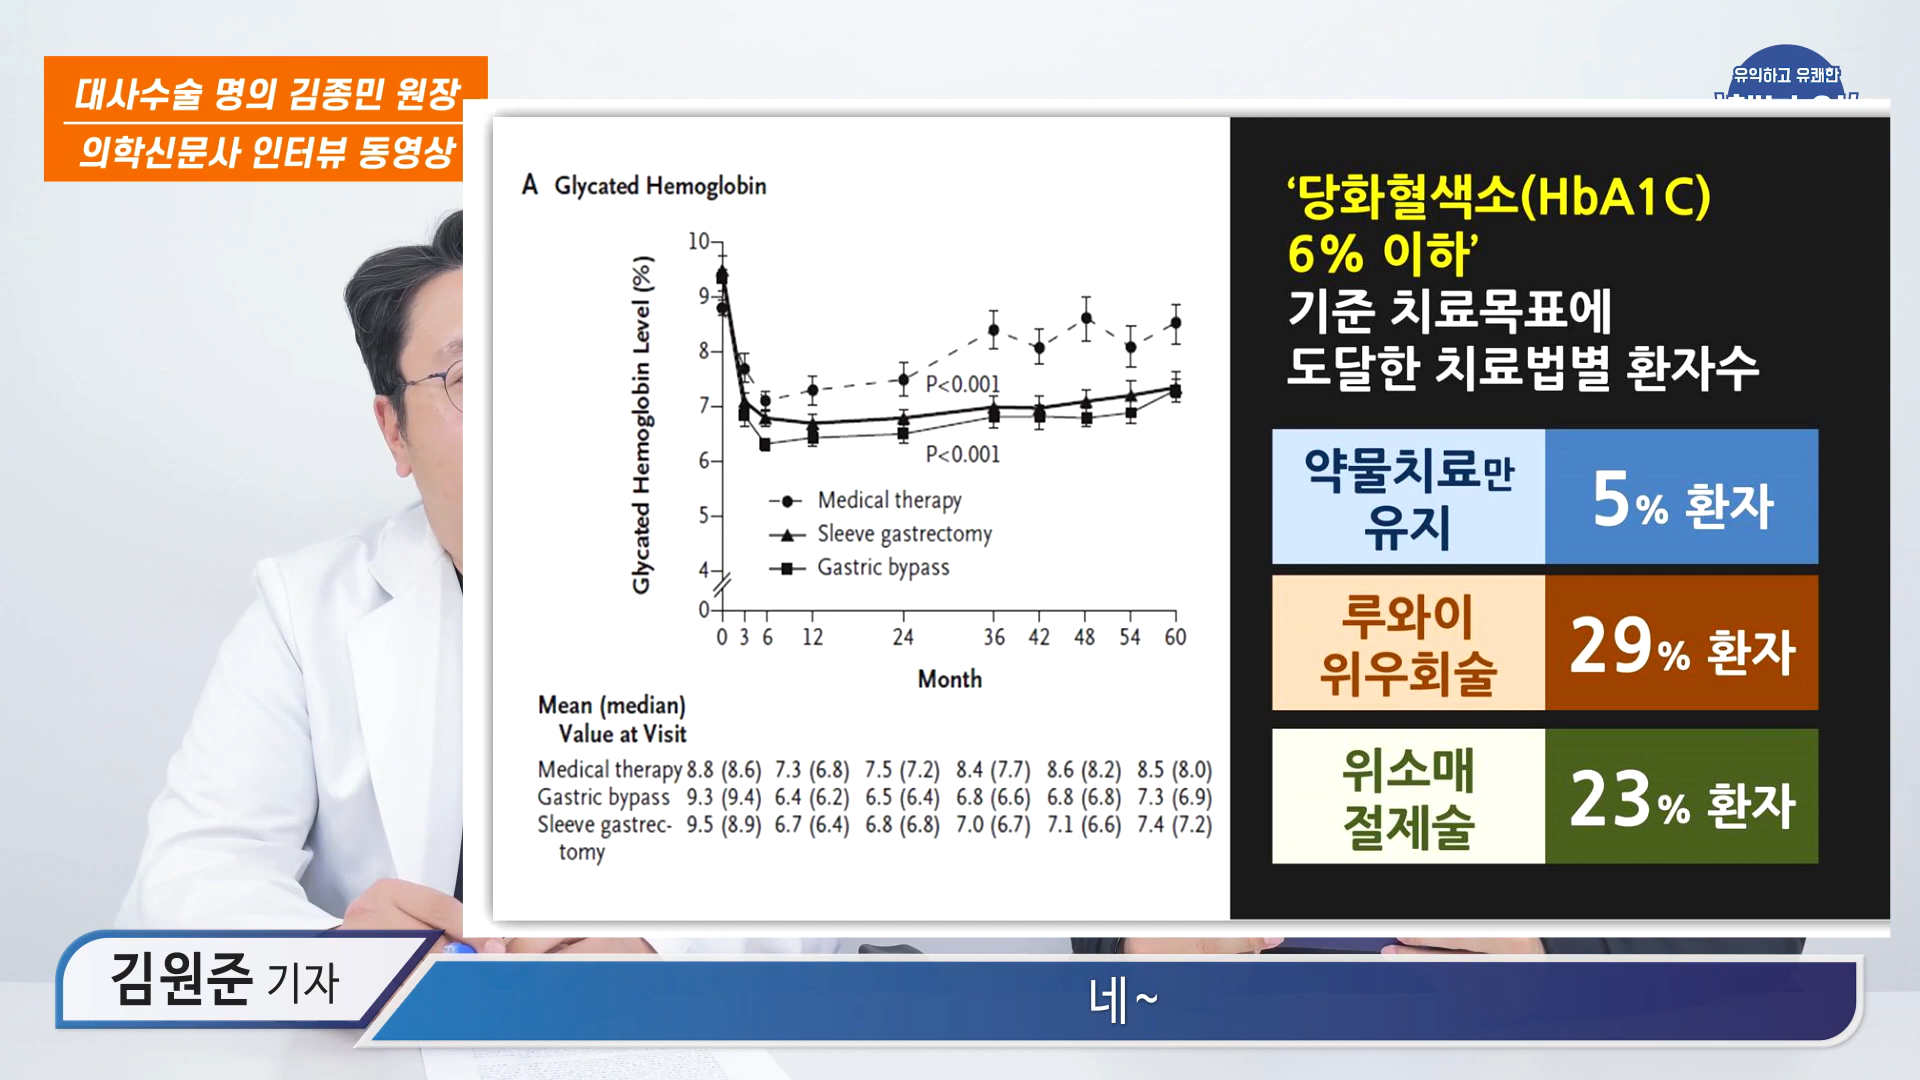 대사수술 명의 김종민 원장
의학신문사 인터뷰 동영상
유익하고 유쾌한
A Glycated Hemoglobin
Glycated Hemoglobin Level (%)
10
9
8
7
6
5
4
0
P<0.001
P<0.001
Medical therapy
Sleeve gastrectomy
Gastric bypass
0 3 6 12 24 36 42 48 54 60
Month
Mean (median)
Value at Visit
Medical therapy 8.8 (8.6) 7.3 (6.8) 7.5 (7.2) 8.4 (7.7) 8.6 (8.2) 8.5 (8.0)
Gastric bypass 9.3 (9.4) 6.4 (6.2) 6.5 (6.4) 6.8 (6.6) 6.8 (6.8) 7.3 (6.9)
Sleeve gastrec- 9.5 (8.9) 6.7 (6.4) 6.8 (6.8) 7.0 (6.7) 7.1 (6.6) 7.4 (7.2)
tomy
‘당화혈색소(HbA1C)
6% 이하’
기준 치료목표에
도달한 치료법별 환자수
약물치료만
유지
5% 환자
루와이
위우회술
29% 환자
위소매
절제술
23% 환자
김원준 기자
네~